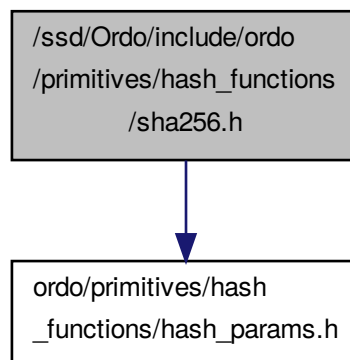 /ssd/Ordo/include/ordo
/primitives/hash_functions
/sha256.h
ordo/primitives/hash
_functions/hash_params.h